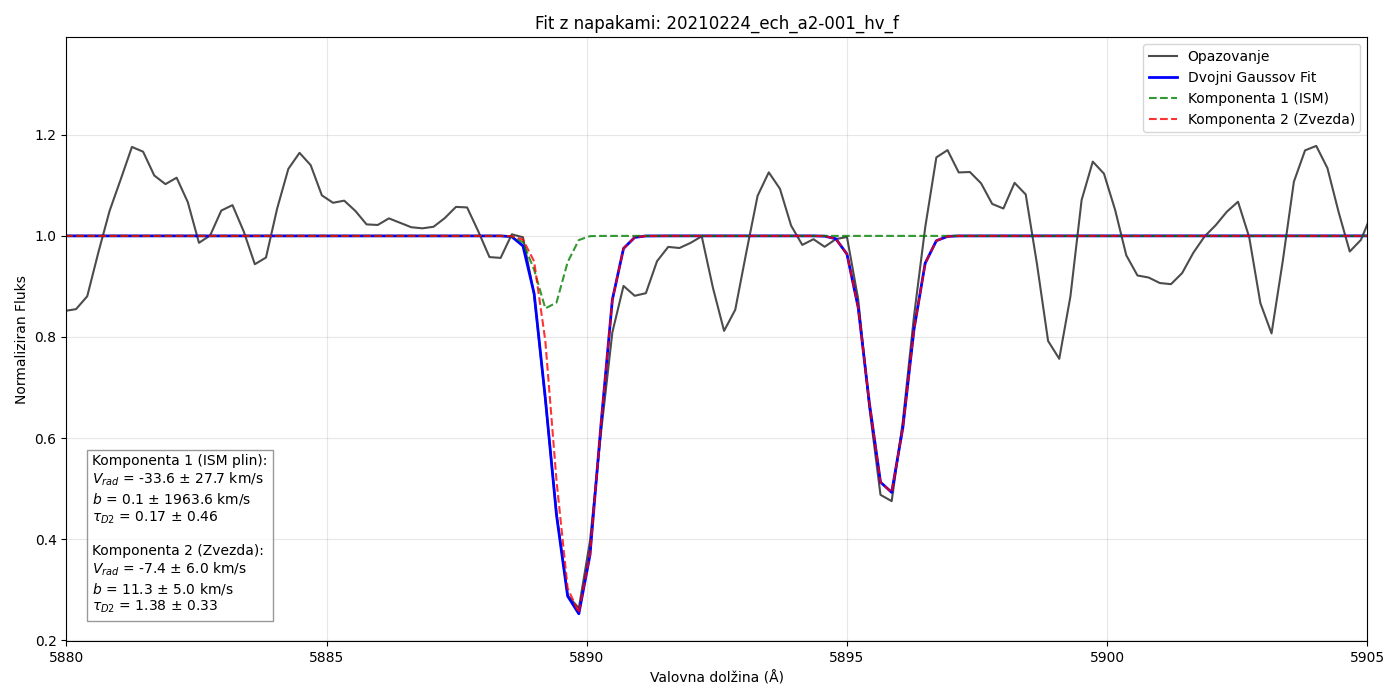 Fit z napakami: 20210224_ech_a2-001_hv_f
Opazovanje
Dvojni Gaussov Fit
Komponenta 1 (ISM)
Komponenta 2 (Zvezda)
Normaliziran Fluks
1.2
1.0
0.8
0.6
0.4
0.2
Komponenta 1 (ISM plin):
V_rad = -33.6 ± 27.7 km/s
b = 0.1 ± 1963.6 km/s
τ_D2 = 0.17 ± 0.46
Komponenta 2 (Zvezda):
V_rad = -7.4 ± 6.0 km/s
b = 11.3 ± 5.0 km/s
τ_D2 = 1.38 ± 0.33
5880 5885 5890 5895 5900 5905
Valovna dolžina (Å)